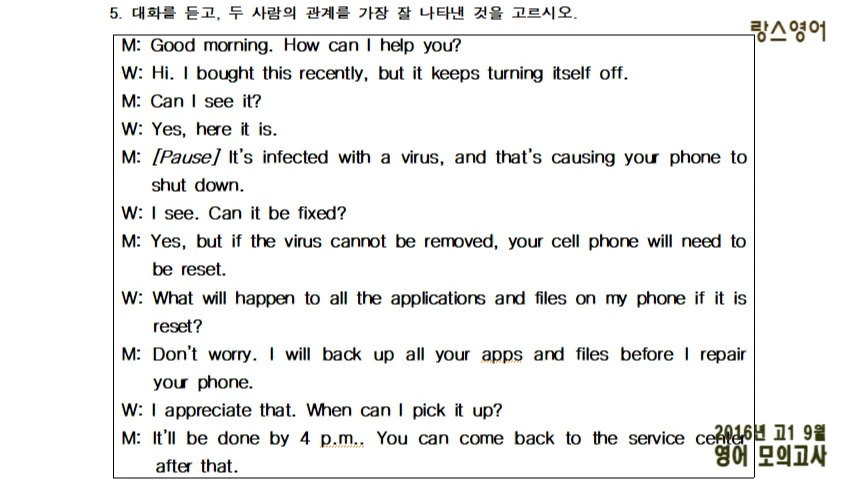 5. 대화를 듣고, 두 사람의 관계를 가장 잘 나타낸 것을 고르시오.
랑스영어
M: Good morning. How can I help you?
W: Hi. I bought this recently, but it keeps turning itself off.
M: Can I see it?
W: Yes, here it is.
M: [Pause] It's infected with a virus, and that's causing your phone to
shut down.
W: I see. Can it be fixed?
M: Yes, but if the virus cannot be removed, your cell phone will need to
be reset.
W: What will happen to all the applications and files on my phone if it is
reset?
M: Don't worry. I will back up all your apps and files before I repair
your phone.
W: I appreciate that. When can I pick it up?
M: It'll be done by 4 p.m.. You can come back to the service center
after that.
2016년 고1 9월
영어 모의고사